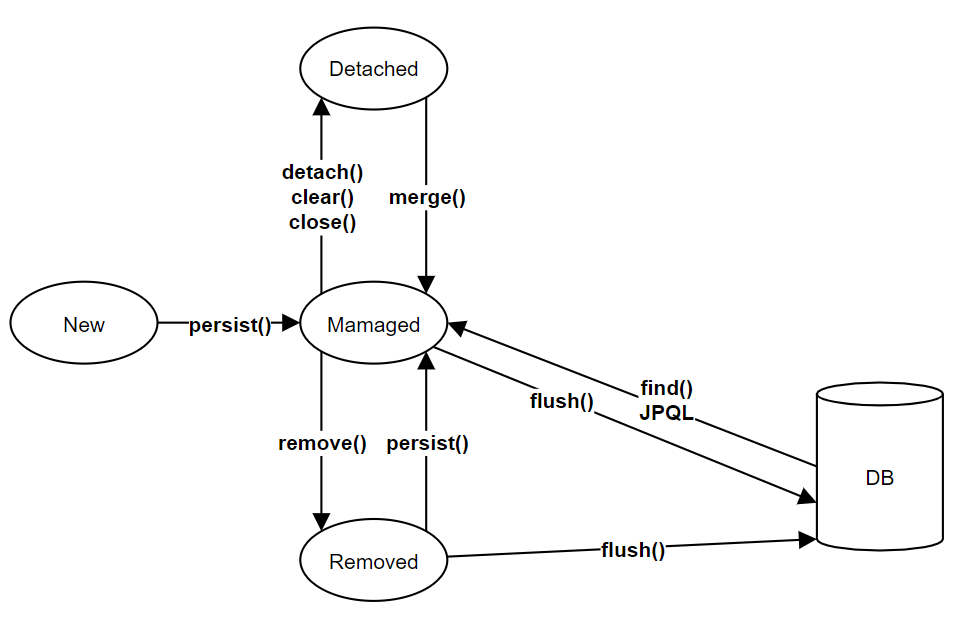 Detached
detach()
clear()
close()
merge()
New
persist()
Mamaged
find()
JPQL
flush()
remove()
persist()
DB
Removed
flush()